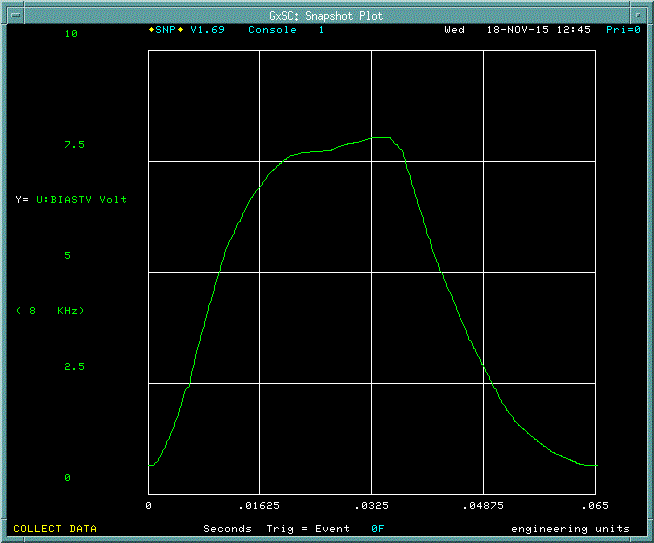 GxSC: Snapshot Plot
10
◆SNP◆ V1.69 Console 1 Wed 18-NOV-15 12:45 Pri=0
7.5
Y= U:BIASTV Volt
5
( 8 KHz)
2.5
0
0 .01625 .0325 .04875 .065
COLLECT DATA Seconds Trig = Event 0F engineering units